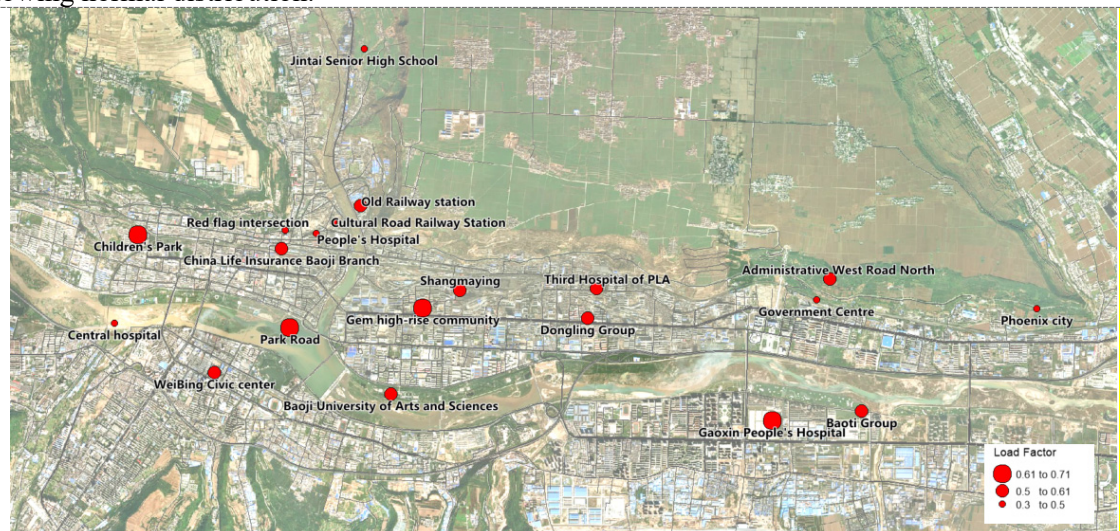 owing normal distribution.
Jintai Senior High School
Old Railway station
Red flag intersection
Cultural Road Railway Station
People's Hospital
Children's Park
China Life Insurance Baoji Branch
Shangmaying
Third Hospital of PLA
Administrative West Road North
Gem high-rise community
Government Centre
Phoenix city
Central hospital
Park Road
Dongling Group
WeiBing Civic center
Baoji University of Arts and Sciences
Baoti Group
Gaoxin People's Hospital
Load Factor
0.61 to 0.71
0.5 to 0.61
0.3 to 0.5